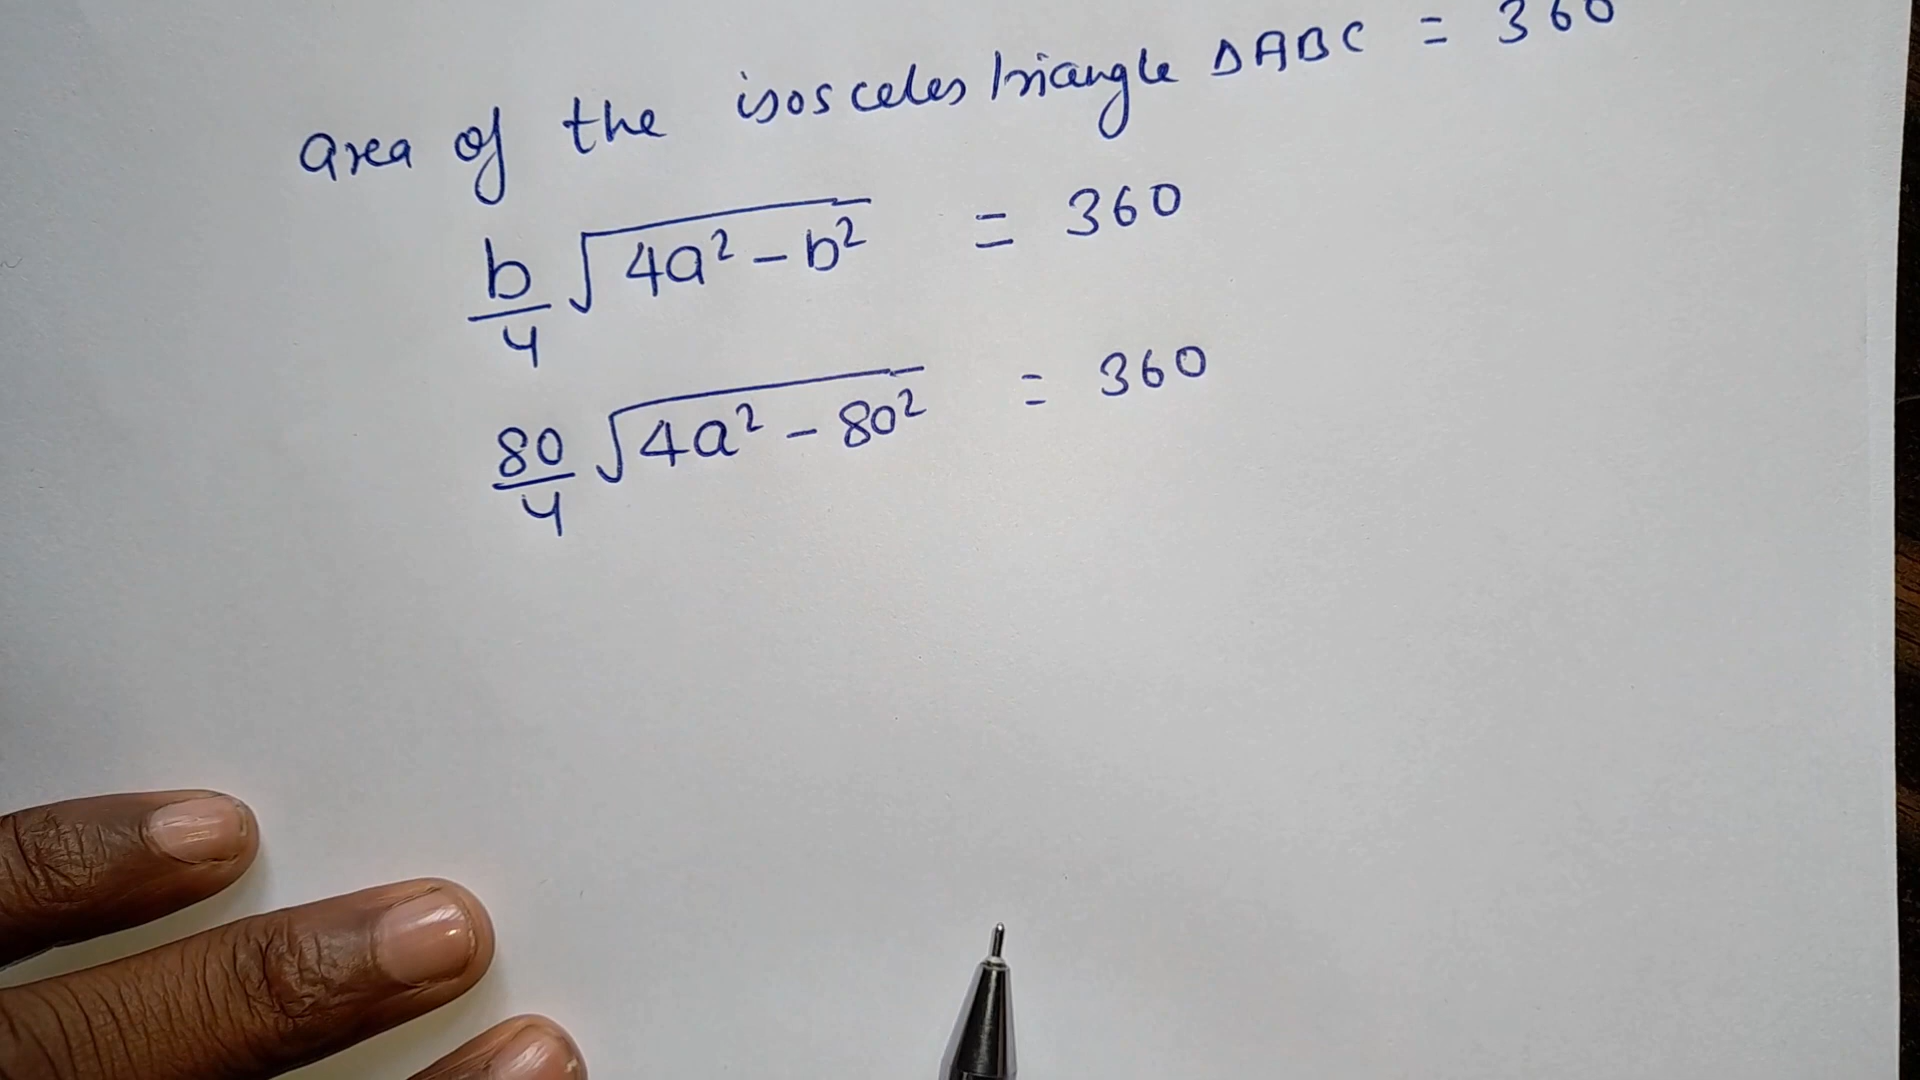 area of the isosceles triangle ΔABC = 360
b/4 √(4a² - b²) = 360
80/4 √(4a² - 80²) = 360